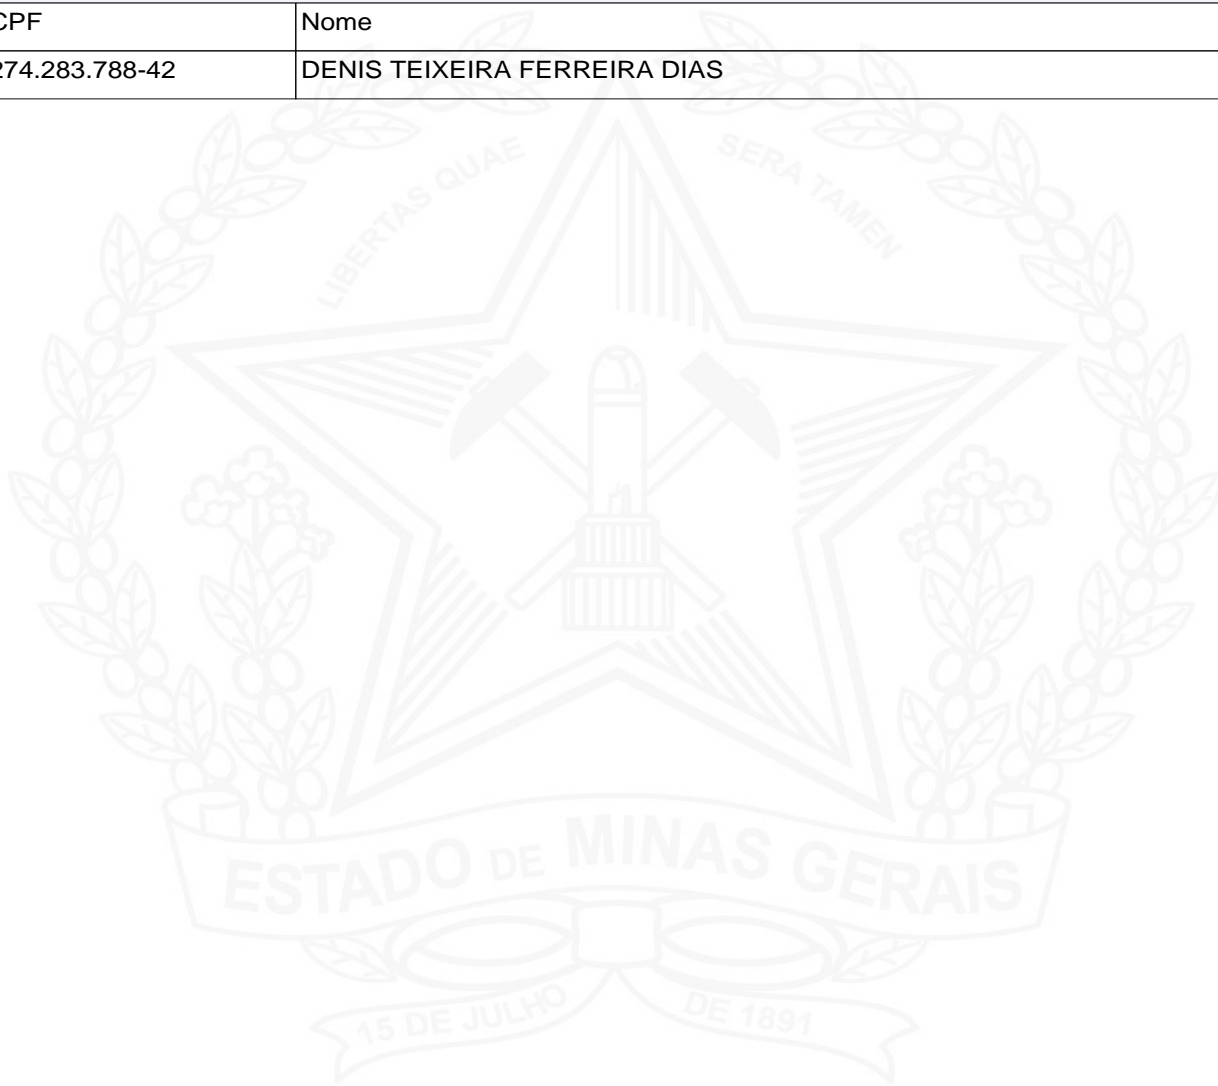 CPF Nome
274.283.788-42 DENIS TEIXEIRA FERREIRA DIAS
LIBERTAS QUAE SERA TAMEN
ESTADO DE MINAS GERAIS
15 DE JULHO DE 1891